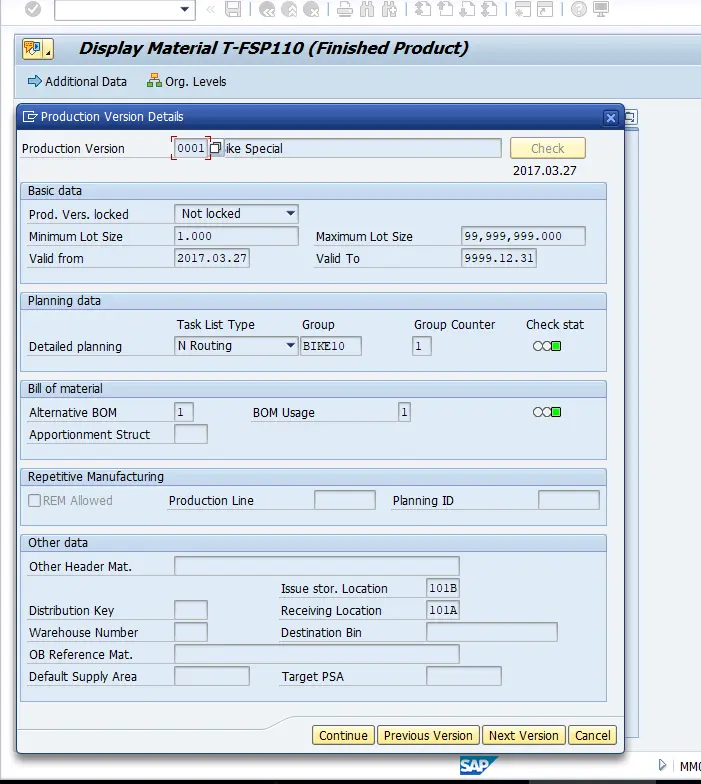 Display Material T-FSP110 (Finished Product)
Additional Data Org. Levels
Production Version Details
Production Version 0001 ike Special Check
2017.03.27
Basic data
Prod. Vers. locked Not locked
Minimum Lot Size 1.000 Maximum Lot Size 99,999,999.000
Valid from 2017.03.27 Valid To 9999.12.31
Planning data
Task List Type Group Group Counter Check stat
Detailed planning N Routing BIKE10 1
Bill of material
Alternative BOM 1 BOM Usage 1
Apportionment Struct
Repetitive Manufacturing
REM Allowed Production Line Planning ID
Other data
Other Header Mat.
Issue stor. Location 101B
Distribution Key Receiving Location 101A
Warehouse Number Destination Bin
OB Reference Mat.
Default Supply Area Target PSA
Continue Previous Version Next Version Cancel
SAP MM0